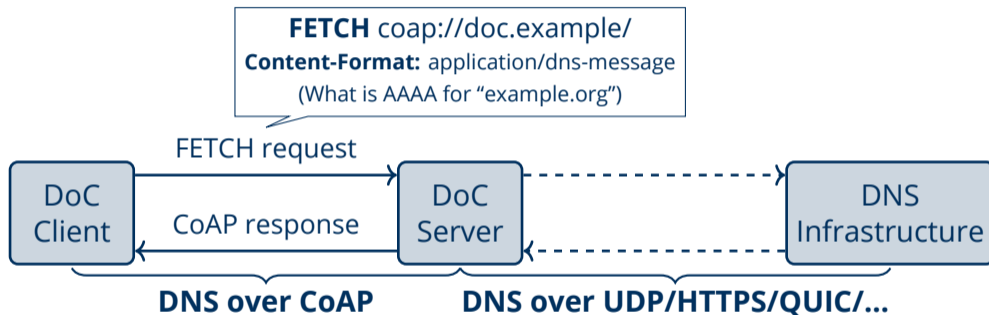 FETCH coap://doc.example/
Content-Format: application/dns-message
(What is AAAA for “example.org”)
FETCH request
DoC
Client
CoAP response
DoC
Server
DNS
Infrastructure
DNS over CoAP
DNS over UDP/HTTPS/QUIC/...